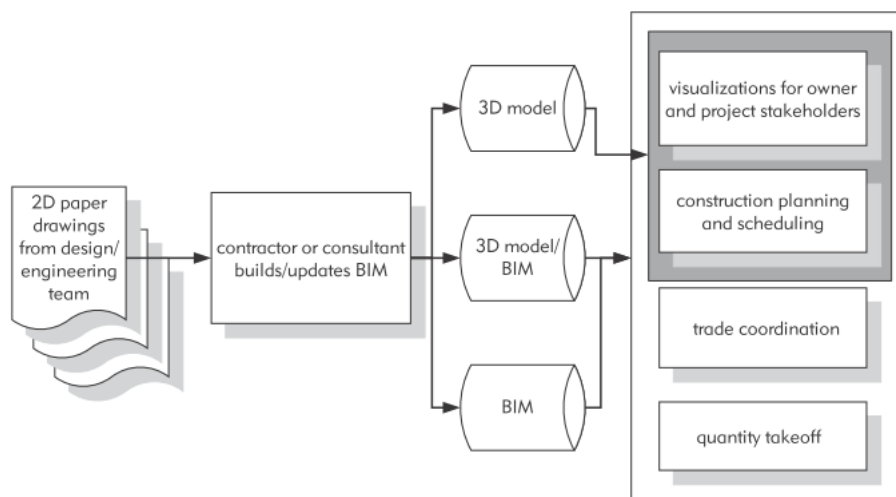 2D paper
drawings
from design/
engineering
team
contractor or consultant
builds/updates BIM
3D model
3D model/
BIM
BIM
visualizations for owner
and project stakeholders
construction planning
and scheduling
trade coordination
quantity takeoff